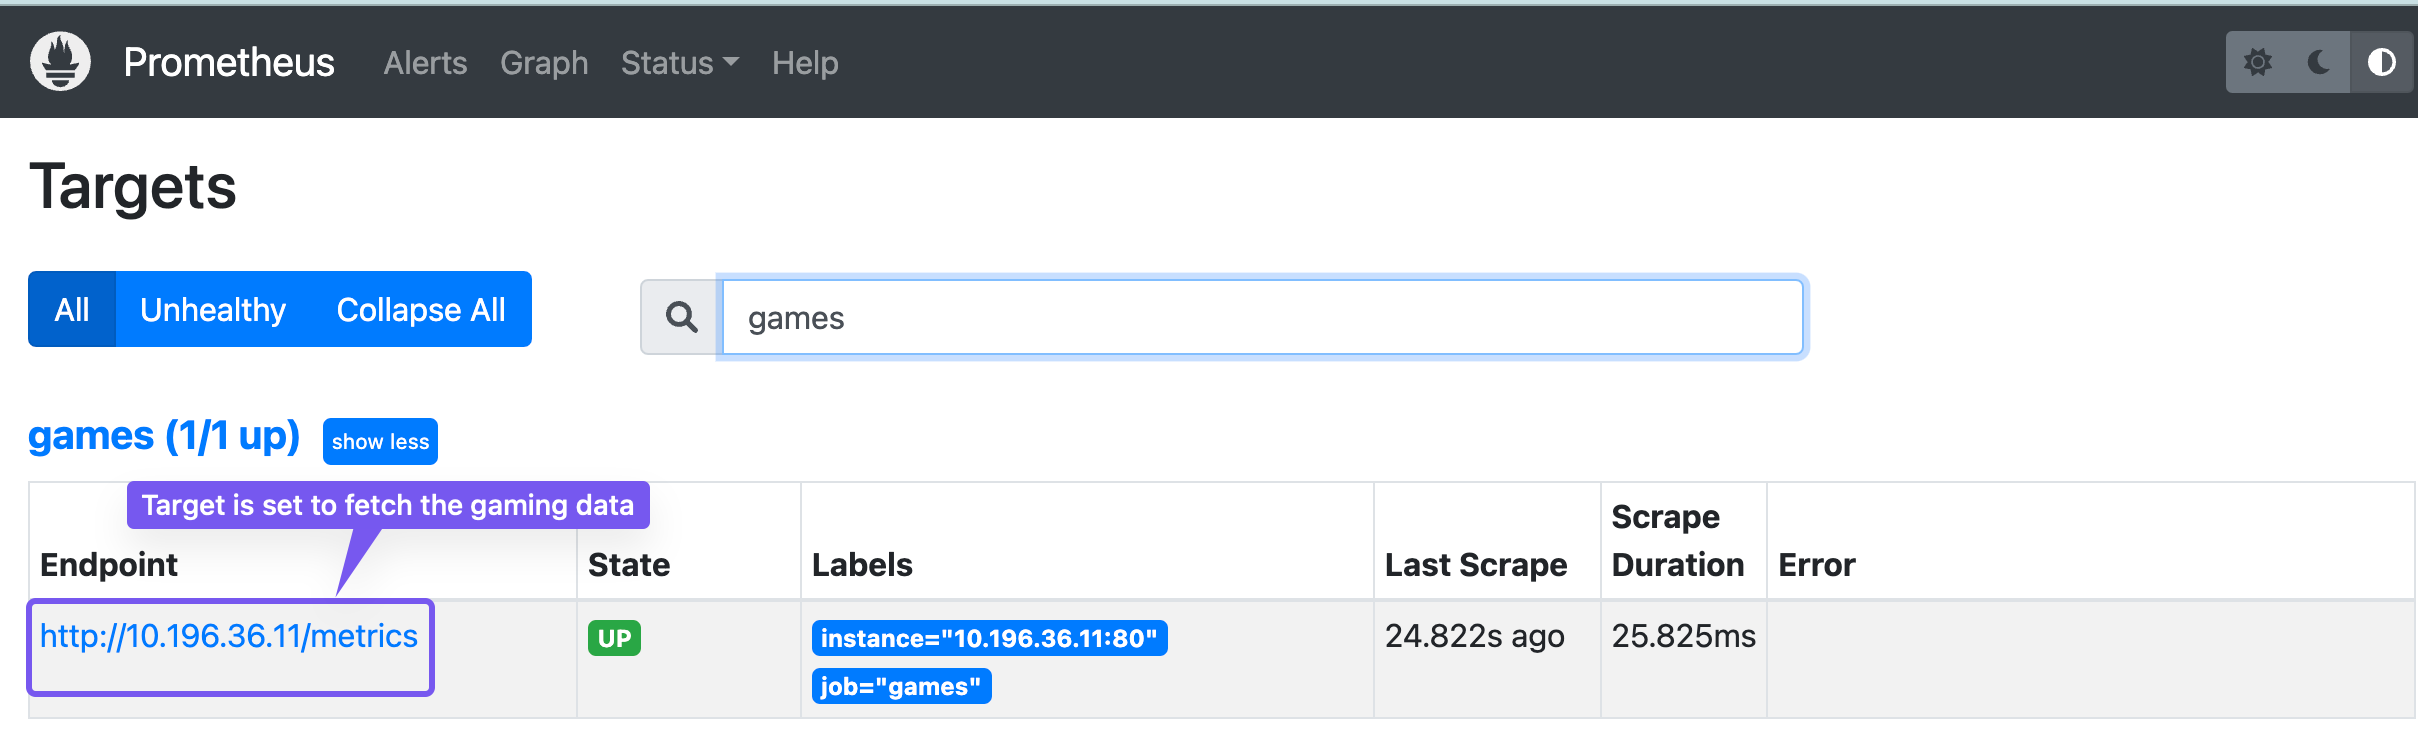 Prometheus Alerts Graph Status Help
Targets
All Unhealthy Collapse All
games
games (1/1 up) show less
Target is set to fetch the gaming data
Endpoint State Labels Last Scrape Scrape Duration Error
http://10.196.36.11/metrics UP instance="10.196.36.11:80" 24.822s ago 25.825ms
job="games"